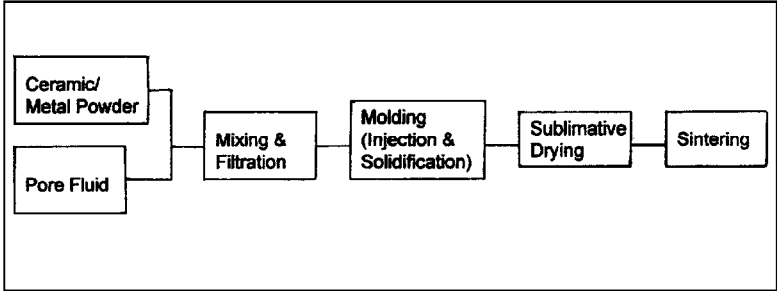 Ceramic/
Metal Powder
Pore Fluid
Mixing &
Filtration
Molding
(Injection &
Solidification)
Sublimative
Drying
Sintering